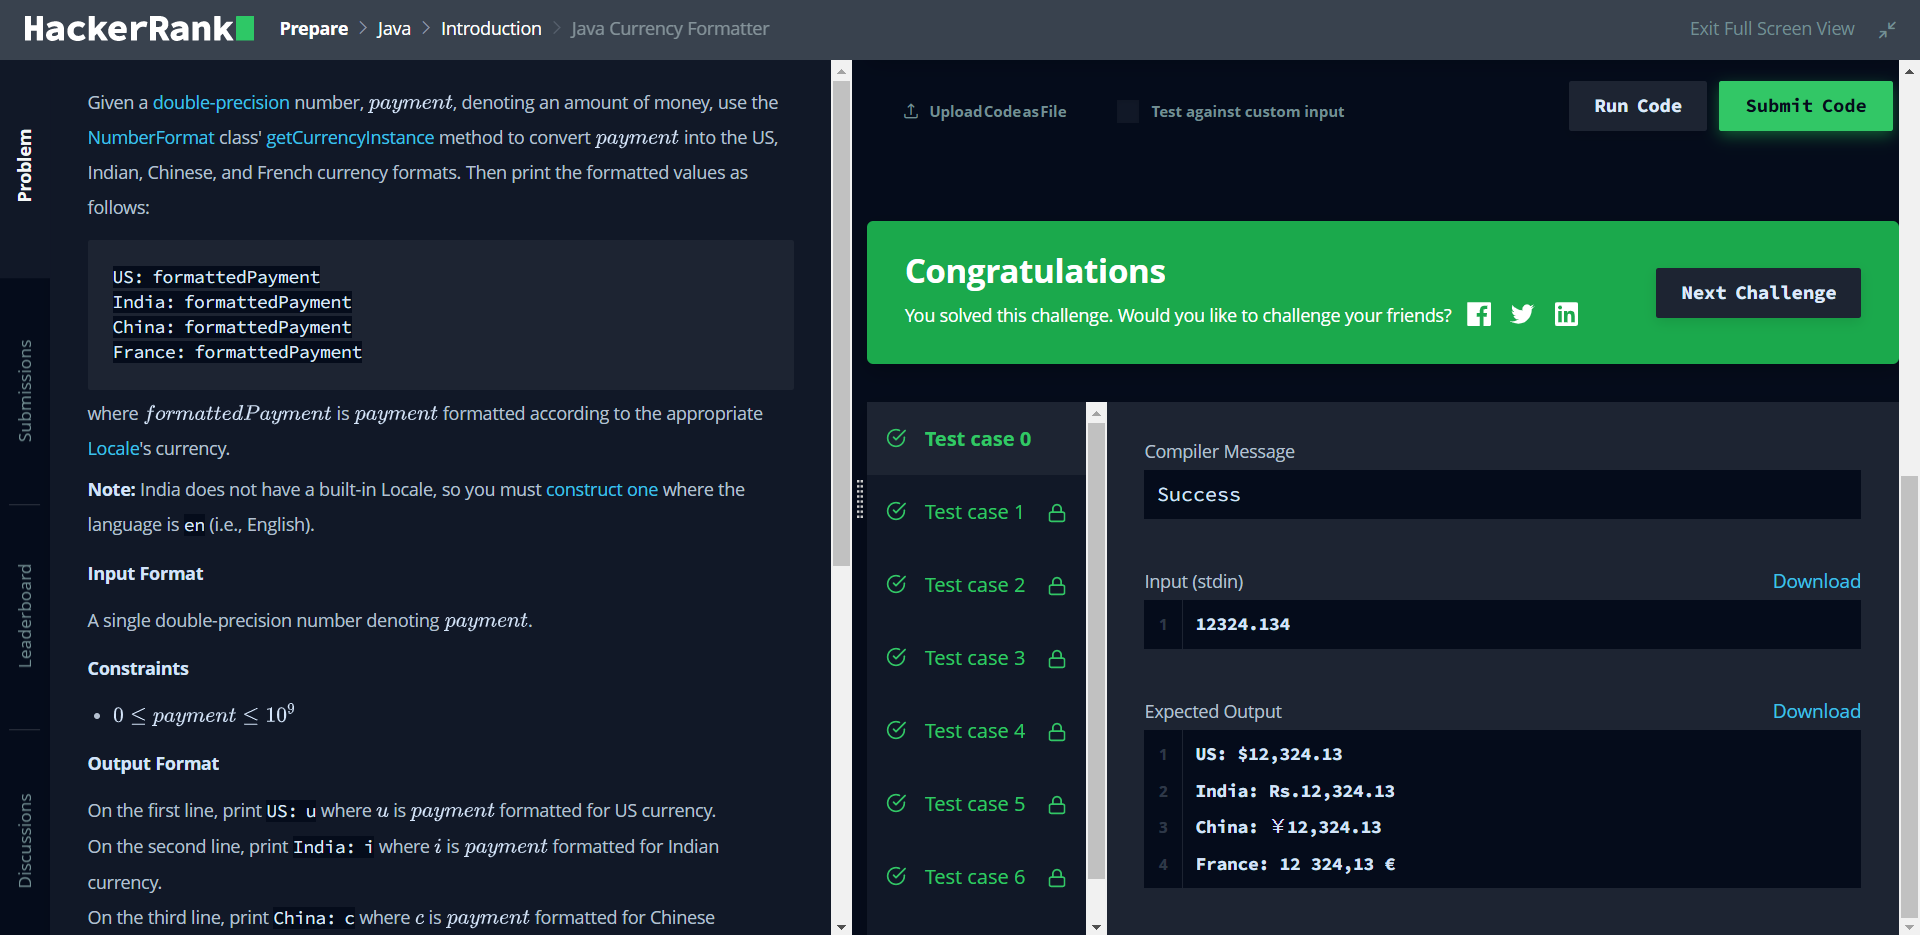 HackerRank
Prepare > Java > Introduction > Java Currency Formatter
Exit Full Screen View
Problem
Submissions
Leaderboard
Discussions
Given a double-precision number, payment, denoting an amount of money, use the
NumberFormat class' getCurrencyInstance method to convert payment into the US,
Indian, Chinese, and French currency formats. Then print the formatted values as
follows:
US: formattedPayment
India: formattedPayment
China: formattedPayment
France: formattedPayment
where formattedPayment is payment formatted according to the appropriate
Locale's currency.
Note: India does not have a built-in Locale, so you must construct one where the
language is en (i.e., English).
Input Format
A single double-precision number denoting payment.
Constraints
• 0 ≤ payment ≤ 10⁹
Output Format
On the first line, print US: u where u is payment formatted for US currency.
On the second line, print India: i where i is payment formatted for Indian
currency.
On the third line, print China: c where c is payment formatted for Chinese
Upload Code as File
Test against custom input
Run Code
Submit Code
Congratulations
You solved this challenge. Would you like to challenge your friends?
Next Challenge
Test case 0
Test case 1
Test case 2
Test case 3
Test case 4
Test case 5
Test case 6
Compiler Message
Success
Input (stdin)
Download
1 12324.134
Expected Output
Download
1 US: $12,324.13
2 India: Rs.12,324.13
3 China: ￥12,324.13
4 France: 12 324,13 €